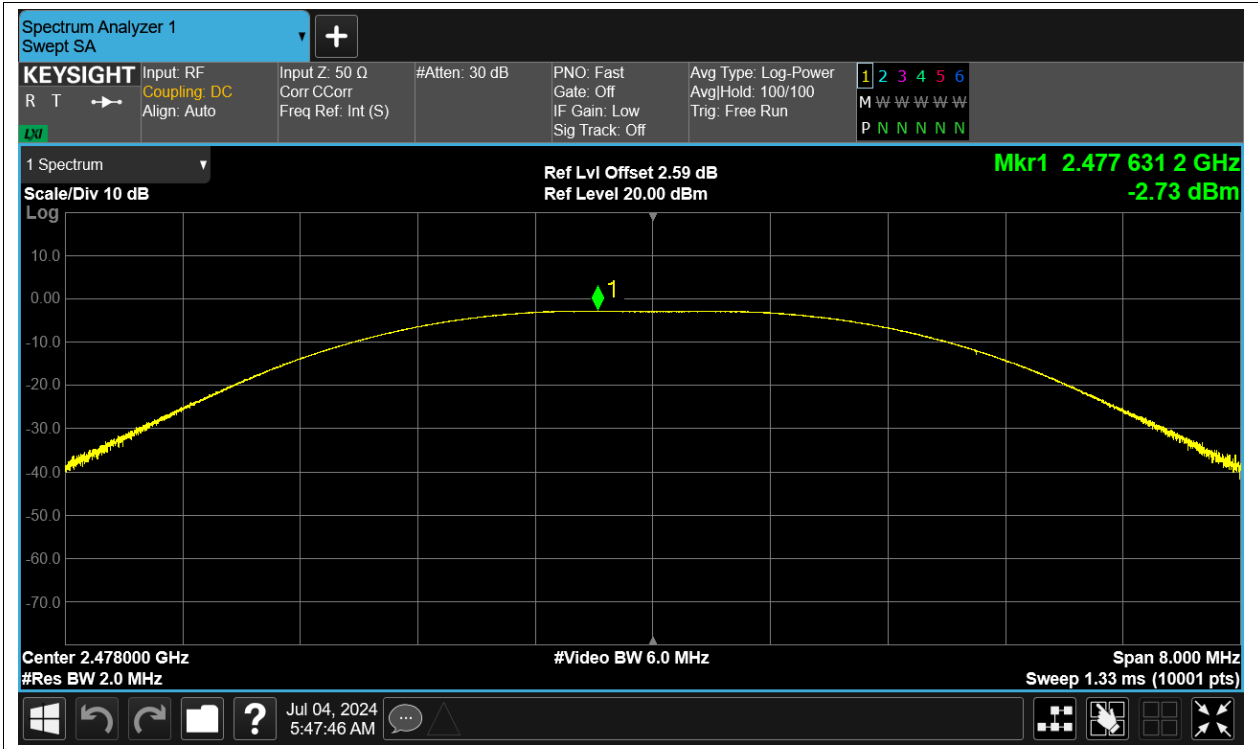 Spectrum Analyzer 1
Swept SA
KEYSIGHT
R T
LXI
Input: RF
Coupling: DC
Align: Auto
Input Z: 50 Ω
Corr CCorr
Freq Ref: Int (S)
#Atten: 30 dB
PNO: Fast
Gate: Off
IF Gain: Low
Sig Track: Off
Avg Type: Log-Power
Avg|Hold: 100/100
Trig: Free Run
1 2 3 4 5 6
M W W W W W
P N N N N N
1 Spectrum
Scale/Div 10 dB
Log
Ref Lvl Offset 2.59 dB
Ref Level 20.00 dBm
Mkr1 2.477 631 2 GHz
-2.73 dBm
1
10.0
0.00
-10.0
-20.0
-30.0
-40.0
-50.0
-60.0
-70.0
Center 2.478000 GHz
#Res BW 2.0 MHz
#Video BW 6.0 MHz
Span 8.000 MHz
Sweep 1.33 ms (10001 pts)
?
Jul 04, 2024
5:47:46 AM